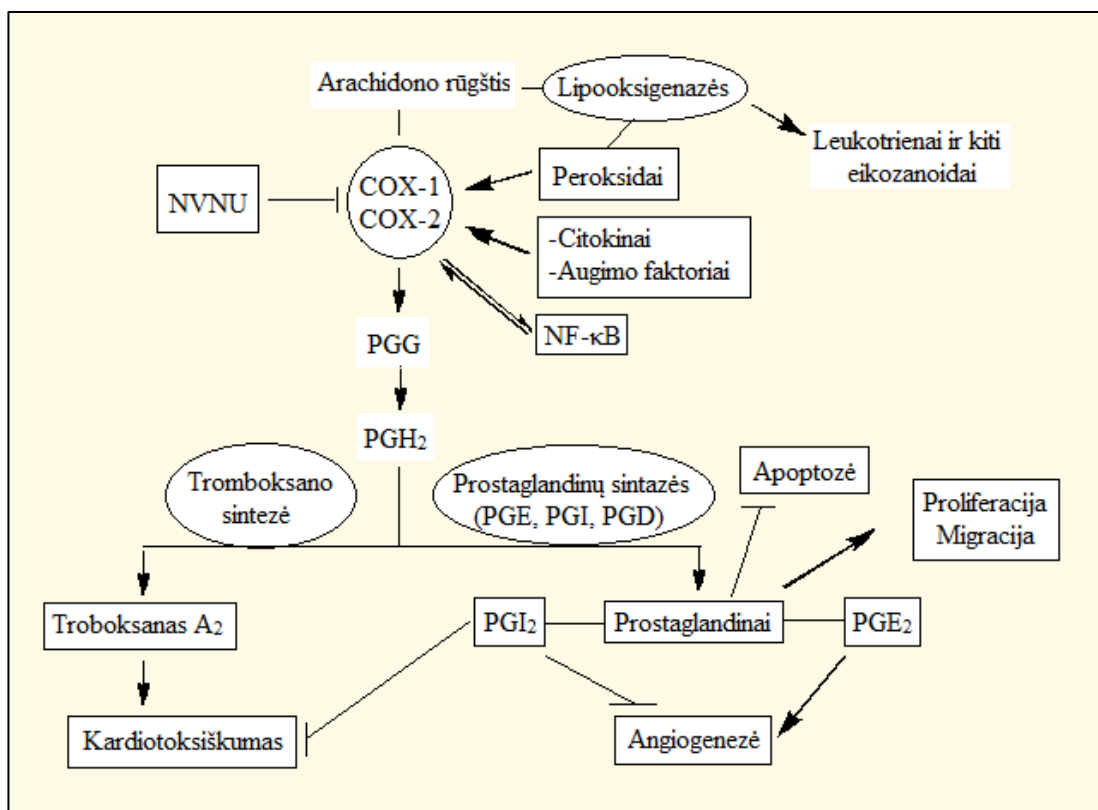 Arachidono rūgštis
Lipooksigenazės
Leukotrienai ir kiti
eikozanoidai
Peroksidai
NVNU
COX-1
COX-2
-Citokinai
-Augimo faktoriai
NF-κB
PGG
PGH₂
Tromboksano
sintezė
Prostaglandinų sintazės
(PGE, PGI, PGD)
Apoptozė
Proliferacija
Migracija
Troboksanas A₂
PGI₂
Prostaglandinai
PGE₂
Kardiotoksiškumas
Angiogenezė